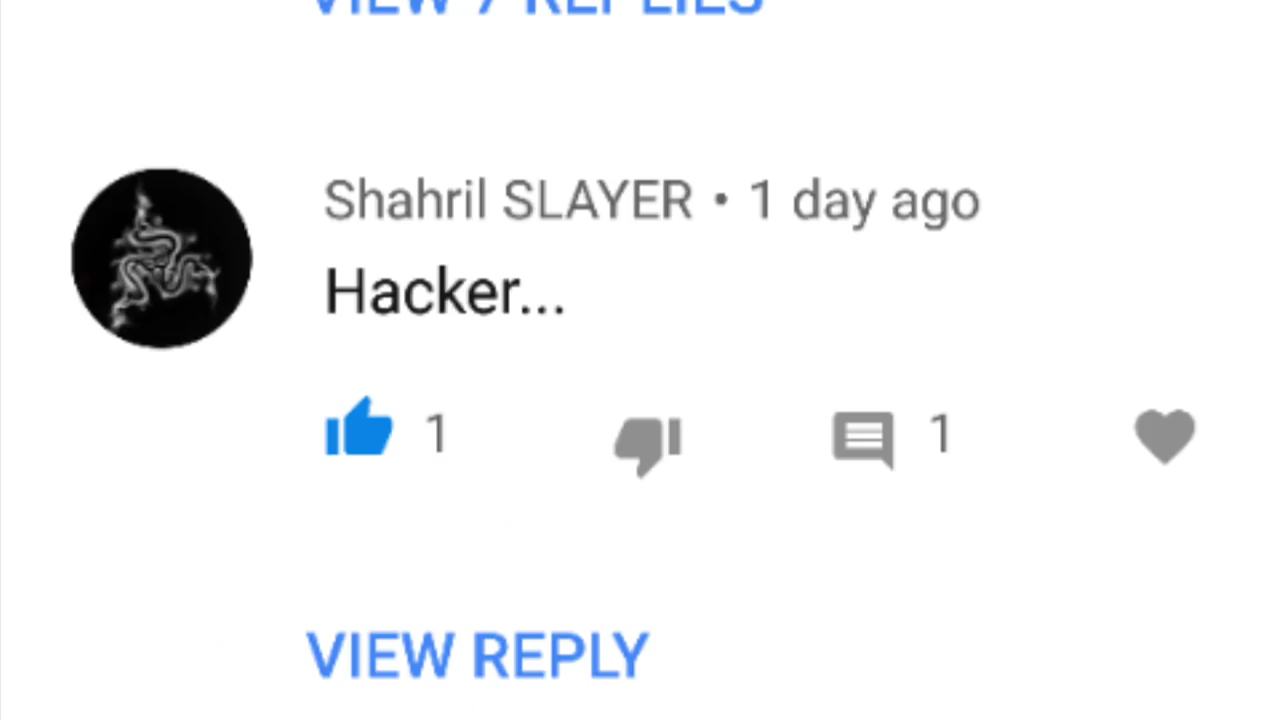 VIEW 7 REPLIES
Shahril SLAYER • 1 day ago
Hacker...
1 1
VIEW REPLY